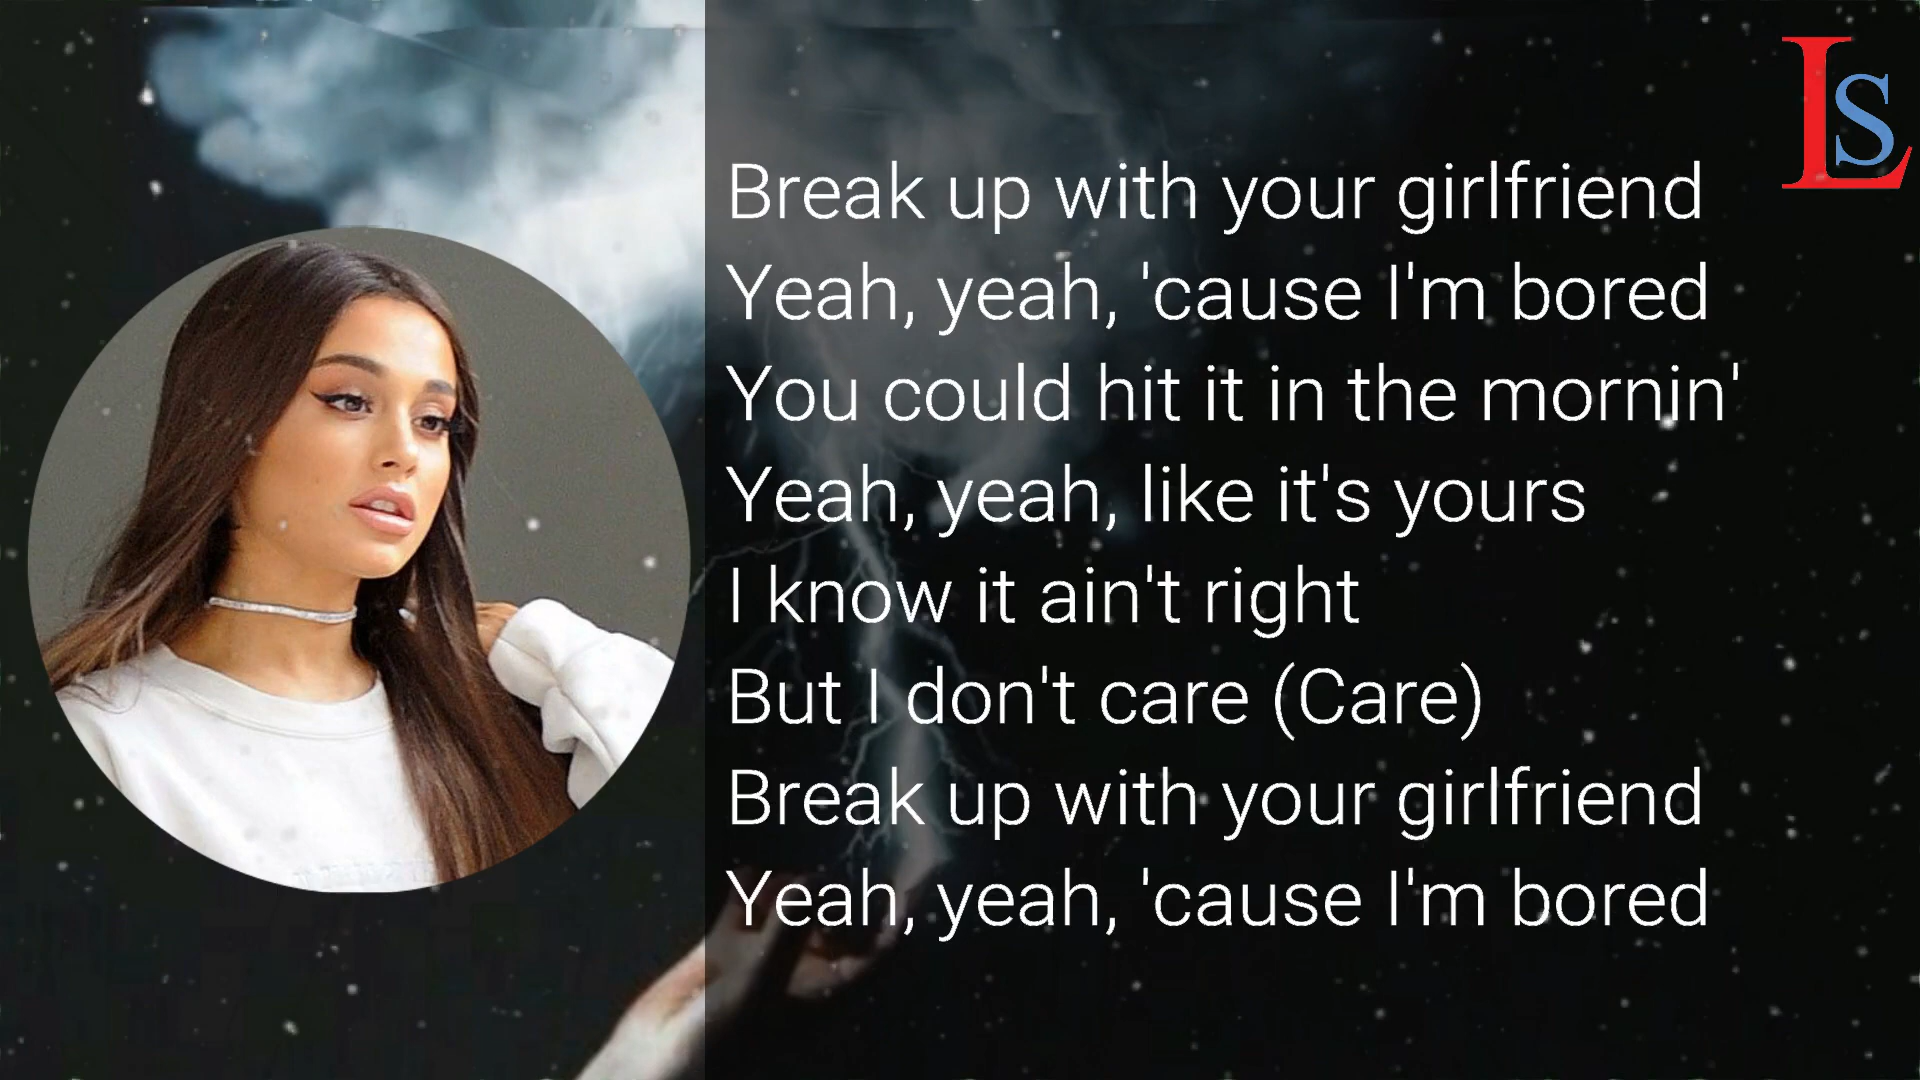 LS
Break up with your girlfriend
Yeah, yeah, 'cause I'm bored
You could hit it in the mornin'
Yeah, yeah, like it's yours
I know it ain't right
But I don't care (Care)
Break up with your girlfriend
Yeah, yeah, 'cause I'm bored